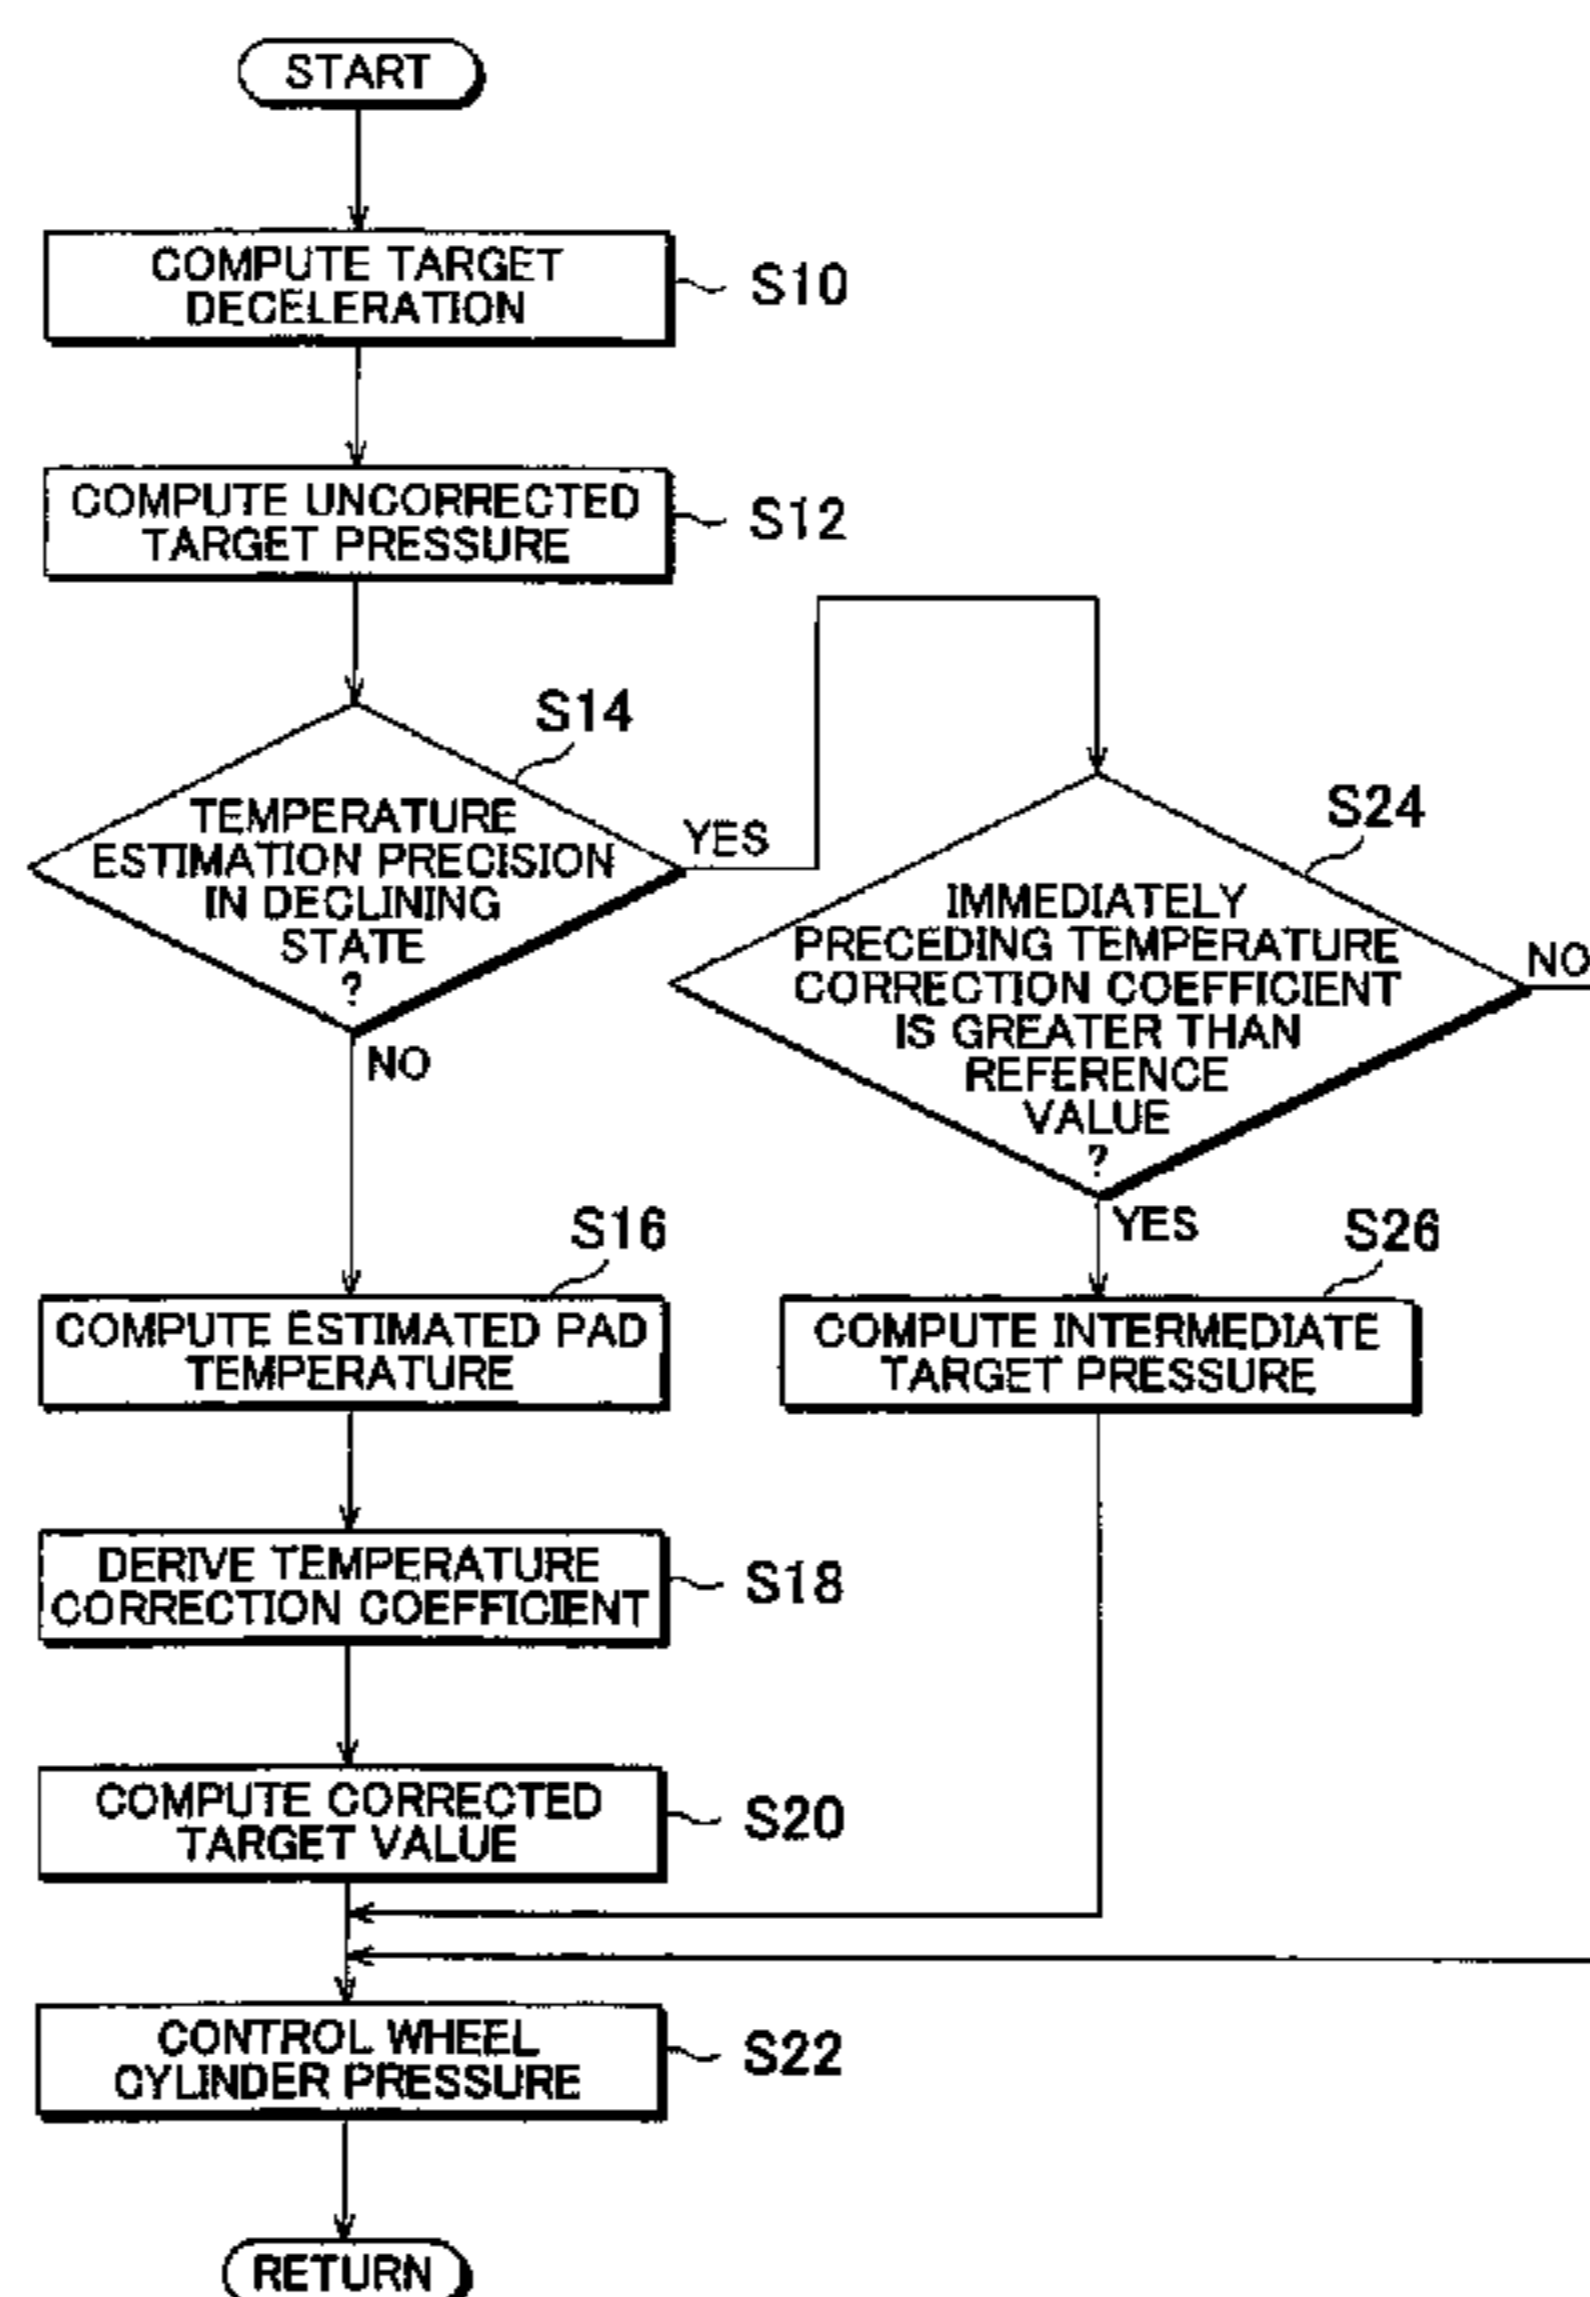 START
COMPUTE TARGET
DECELERATION
S10
COMPUTE UNCORRECTED
TARGET PRESSURE
S12
S14
TEMPERATURE
ESTIMATION PRECISION
IN DECLINING
STATE
?
YES
NO
S24
IMMEDIATELY
PRECEDING TEMPERATURE
CORRECTION COEFFICIENT
IS GREATER THAN
REFERENCE
VALUE
?
NO
YES
S16
COMPUTE ESTIMATED PAD
TEMPERATURE
S26
COMPUTE INTERMEDIATE
TARGET PRESSURE
DERIVE TEMPERATURE
CORRECTION COEFFICIENT
S18
COMPUTE CORRECTED
TARGET VALUE
S20
CONTROL WHEEL
CYLINDER PRESSURE
S22
RETURN